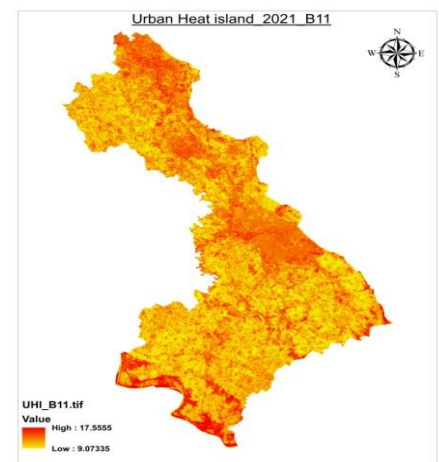 Urban Heat island_2021_B11
N
W E
S
UHI_B11.tif
Value
High : 17.5555
Low : 9.07335